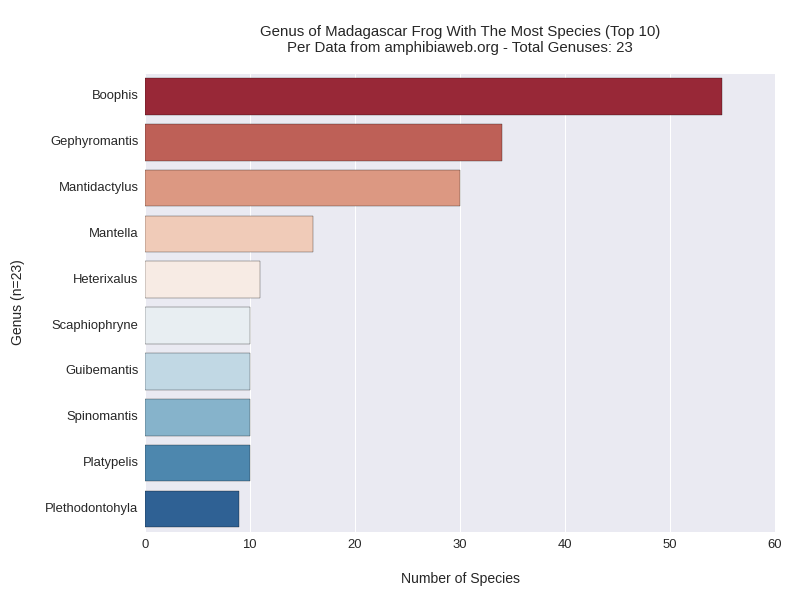 Genus of Madagascar Frog With The Most Species (Top 10)
Per Data from amphibiaweb.org - Total Genuses: 23
Genus (n=23)
Boophis
Gephyromantis
Mantidactylus
Mantella
Heterixalus
Scaphiophryne
Guibemantis
Spinomantis
Platypelis
Plethodontohyla
0 10 20 30 40 50 60
Number of Species